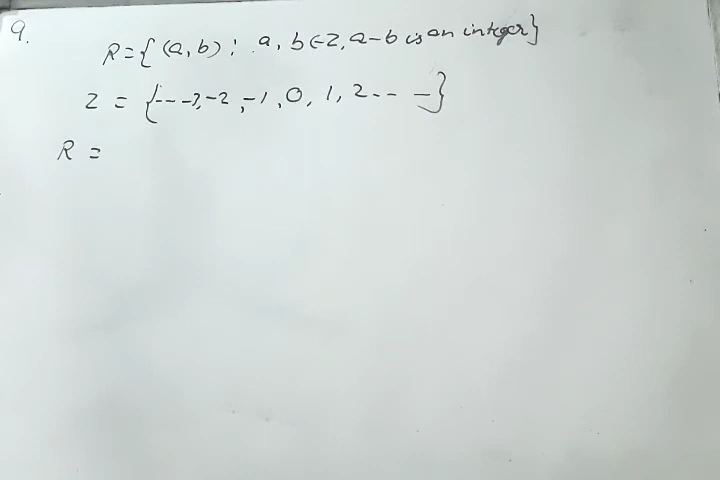 9.
R={(a,b): a, b∈Z, a-b is an integer}
Z = {-- -3,-2,-1,0,1,2-- -}
R =